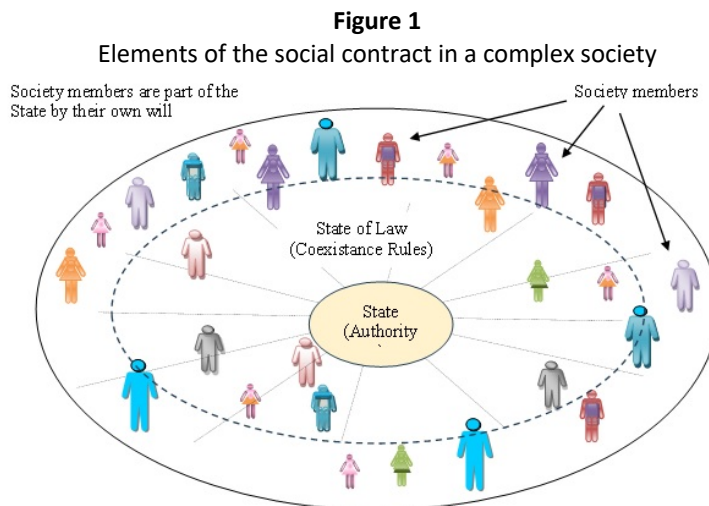 Figure 1
Elements of the social contract in a complex society
Society members are part of the
State by their own will
Society members
State of Law
(Coexistance Rules)
State
(Authority